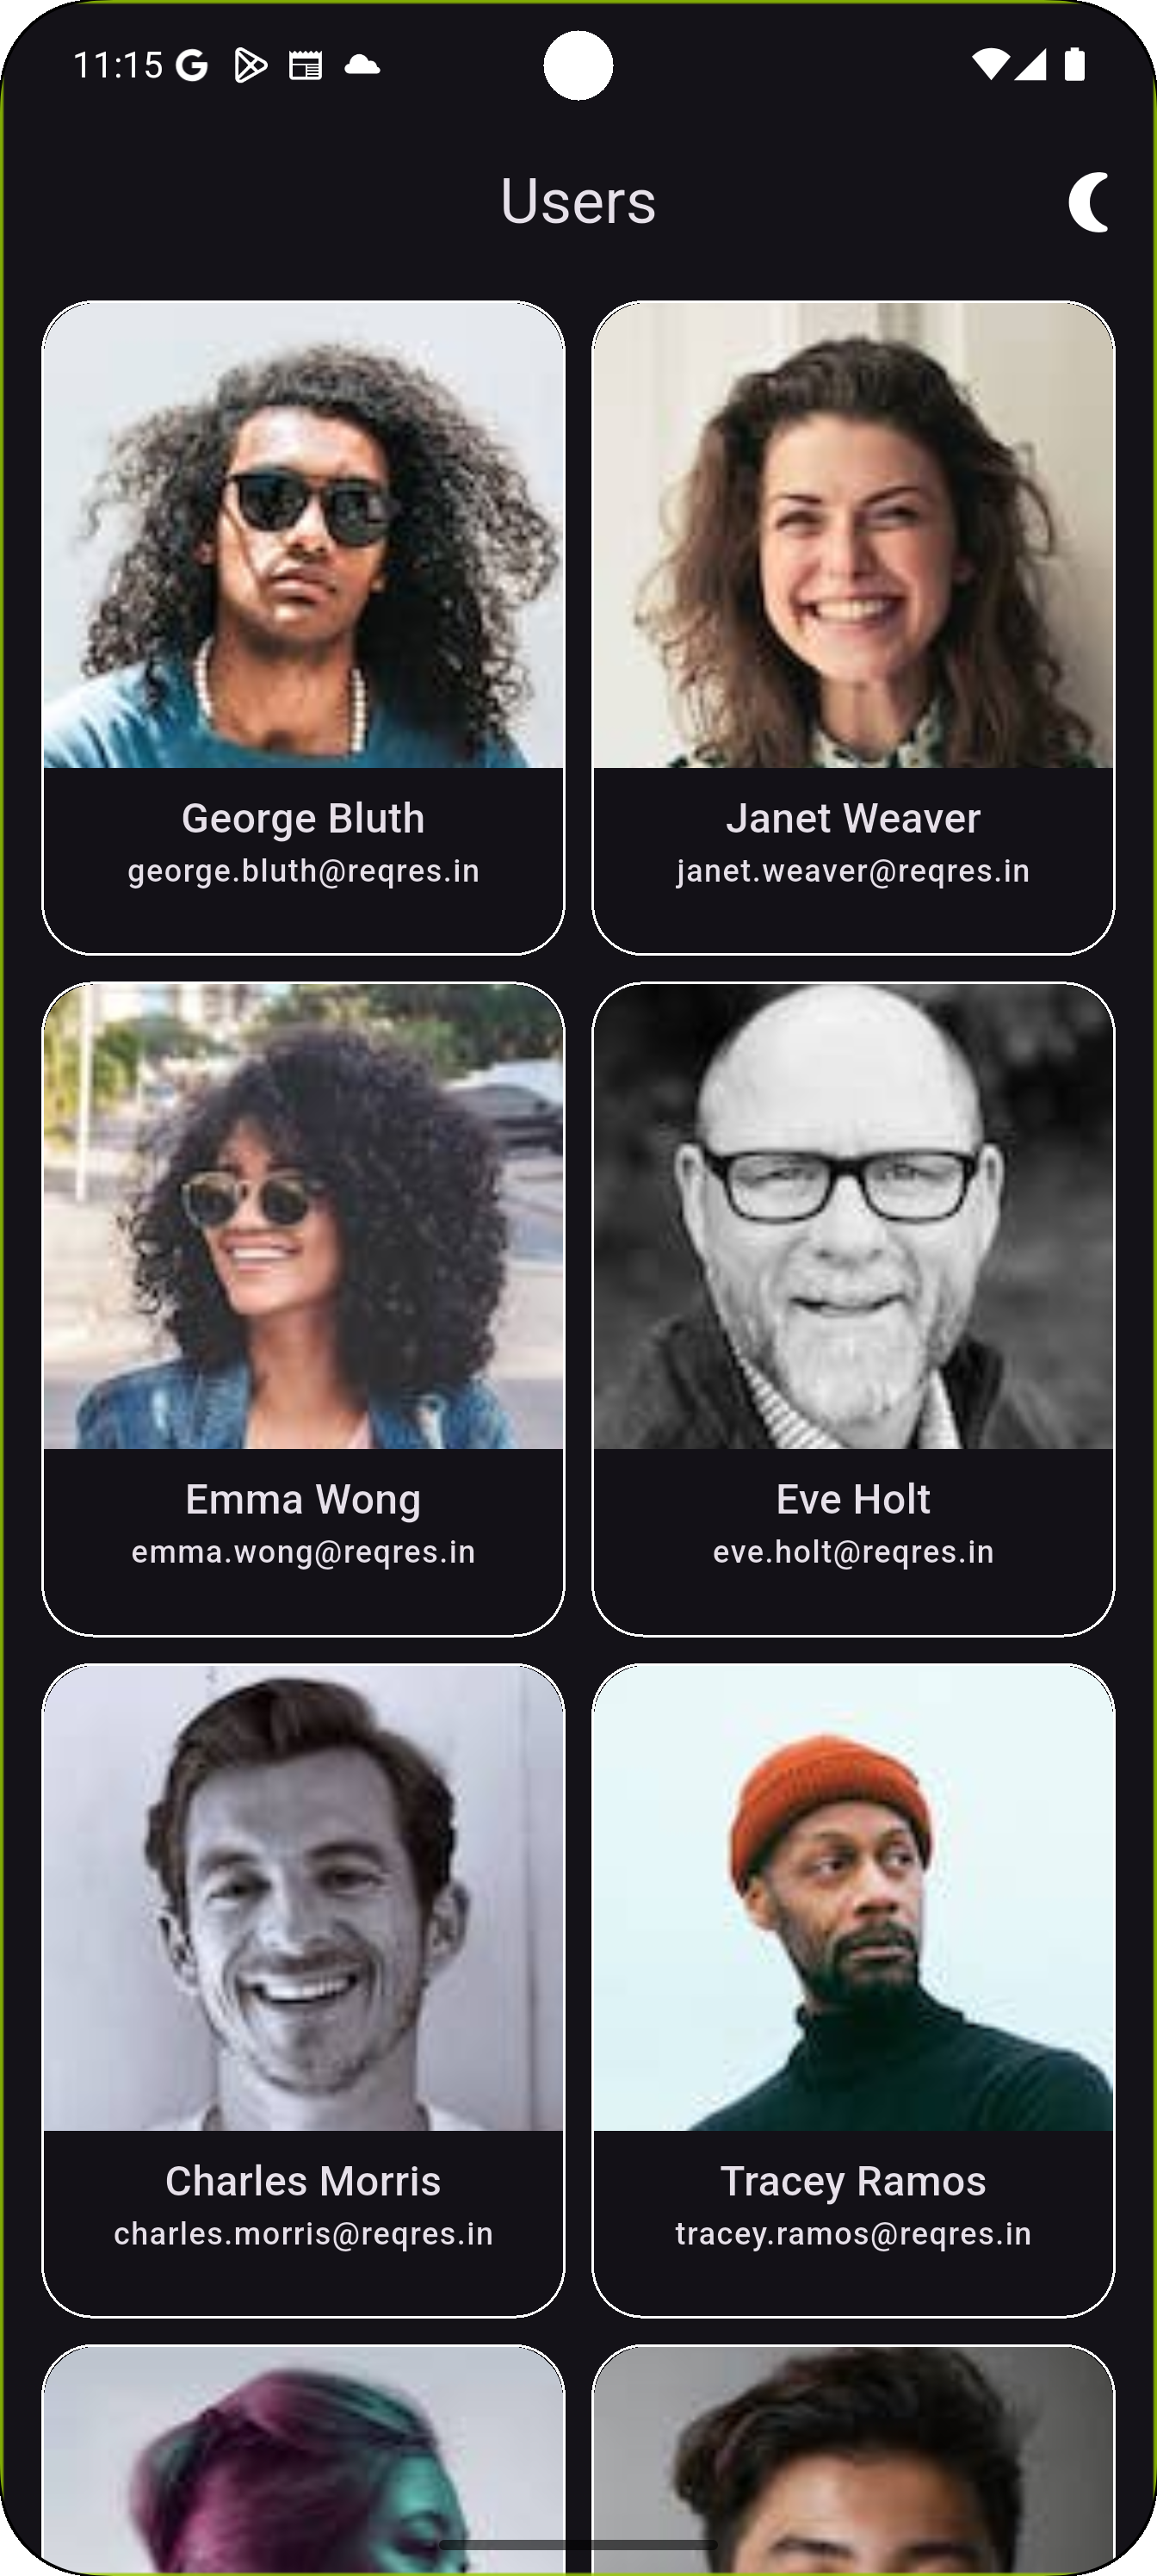 11:15
Users
George Bluth
george.bluth@reqres.in
Janet Weaver
janet.weaver@reqres.in
Emma Wong
emma.wong@reqres.in
Eve Holt
eve.holt@reqres.in
Charles Morris
charles.morris@reqres.in
Tracey Ramos
tracey.ramos@reqres.in